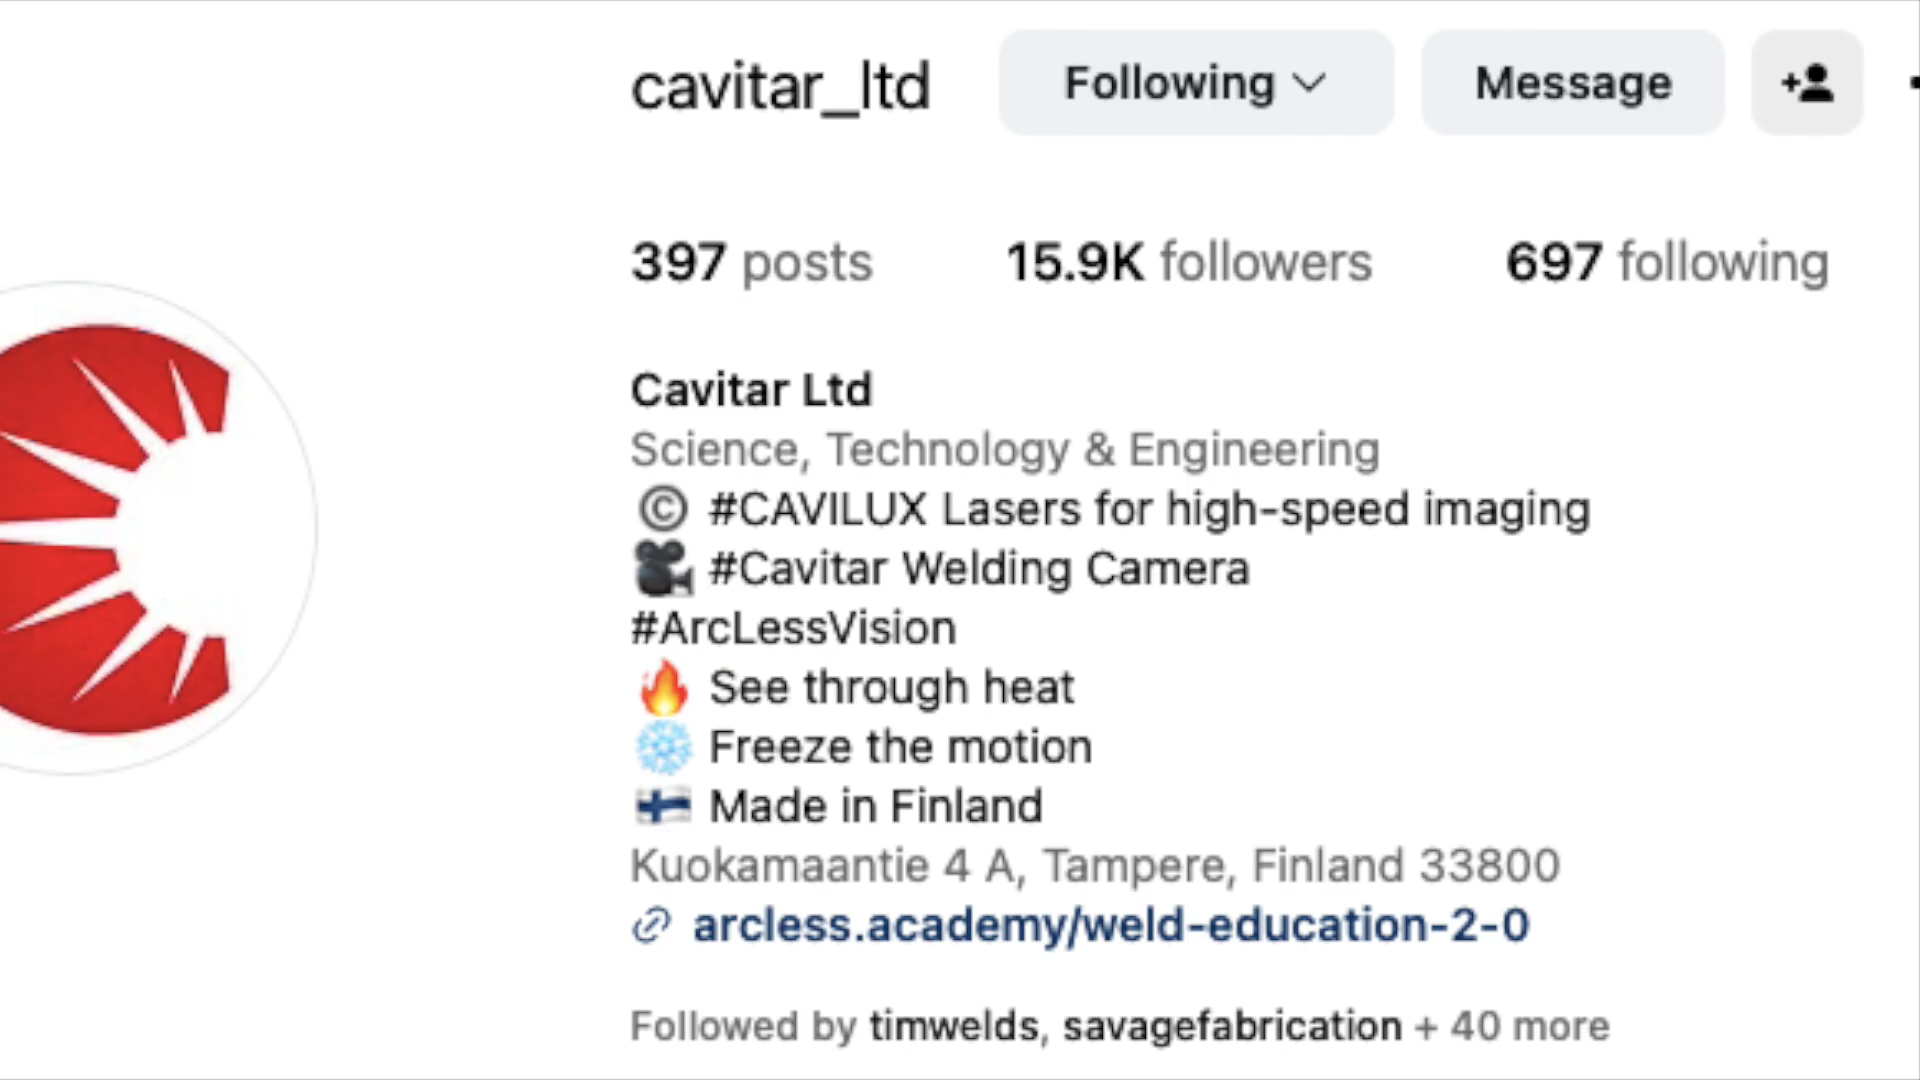 cavitar_ltd Following Message
397 posts 15.9K followers 697 following
Cavitar Ltd
Science, Technology & Engineering
©️ #CAVILUX Lasers for high-speed imaging
🎥 #Cavitar Welding Camera
#ArcLessVision
🔥 See through heat
❄️ Freeze the motion
🇫🇮 Made in Finland
Kuokamaantie 4 A, Tampere, Finland 33800
arcless.academy/weld-education-2-0
Followed by timwelds, savagefabrication + 40 more